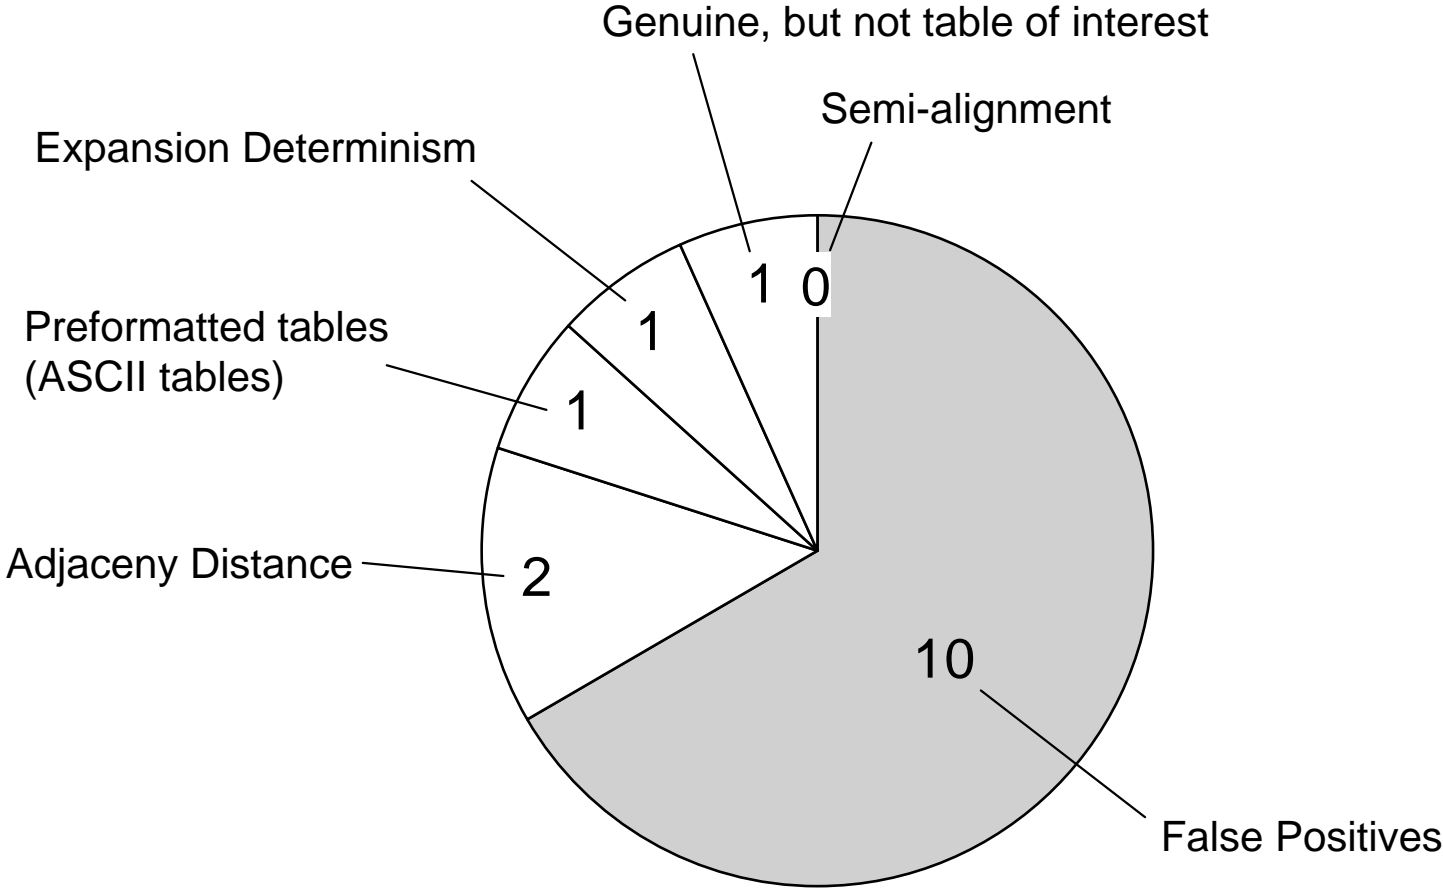 Genuine, but not table of interest
Semi-alignment
Expansion Determinism
1 0
1
Preformatted tables
(ASCII tables)
1
Adjaceny Distance
2
10
False Positives